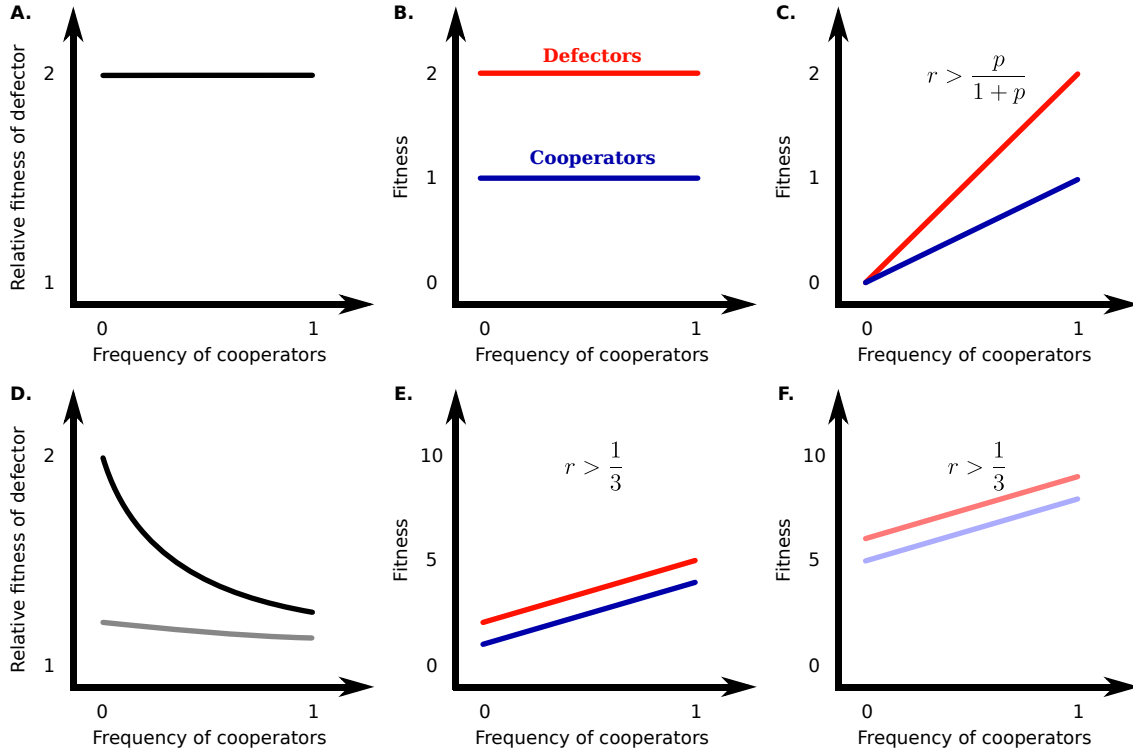 A.
Relative fitness of defector
2
1
0 1
Frequency of cooperators
B.
Fitness
2
1
0
Defectors
Cooperators
0 1
Frequency of cooperators
C.
Fitness
2
1
0
r > p / (1 + p)
0 1
Frequency of cooperators
D.
Relative fitness of defector
2
1
0 1
Frequency of cooperators
E.
Fitness
10
5
0
r > 1/3
0 1
Frequency of cooperators
F.
Fitness
10
5
0
r > 1/3
0 1
Frequency of cooperators